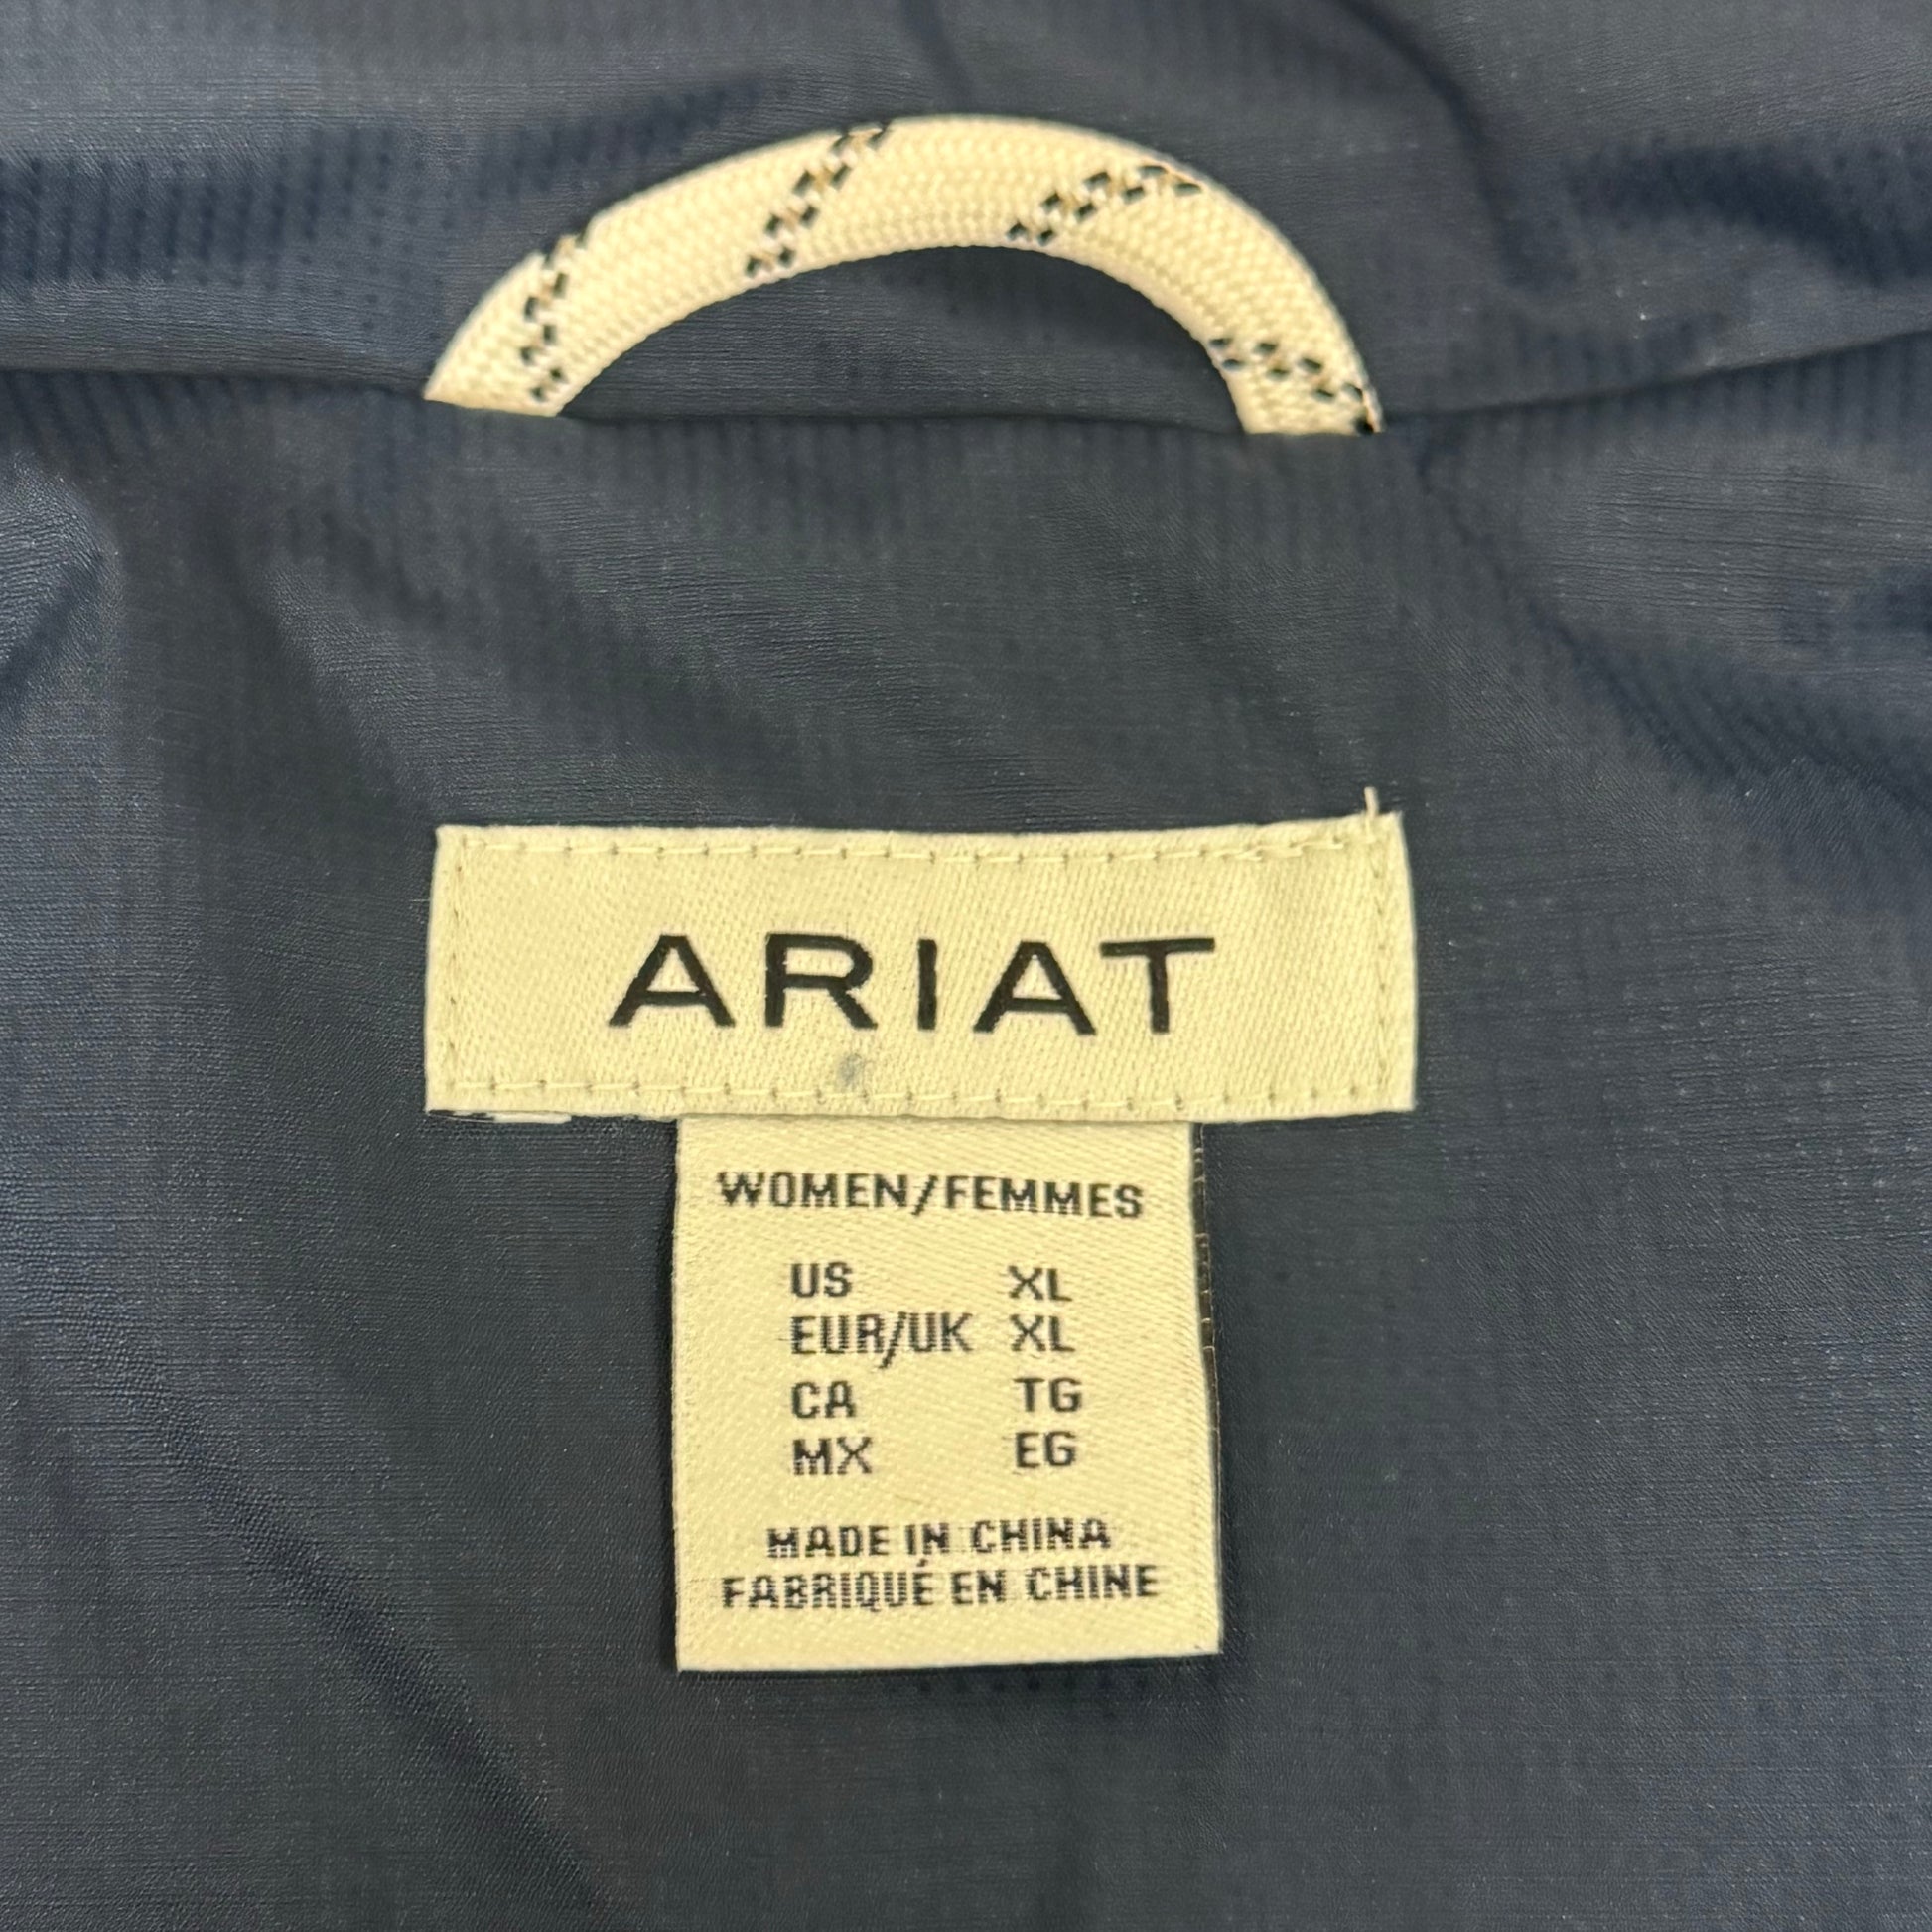 ARIAT
WOMEN/FEMMES
US XL
EUR/UK XL
CA TG
MX EG
MADE IN CHINA
FABRIQUÉ EN CHINE